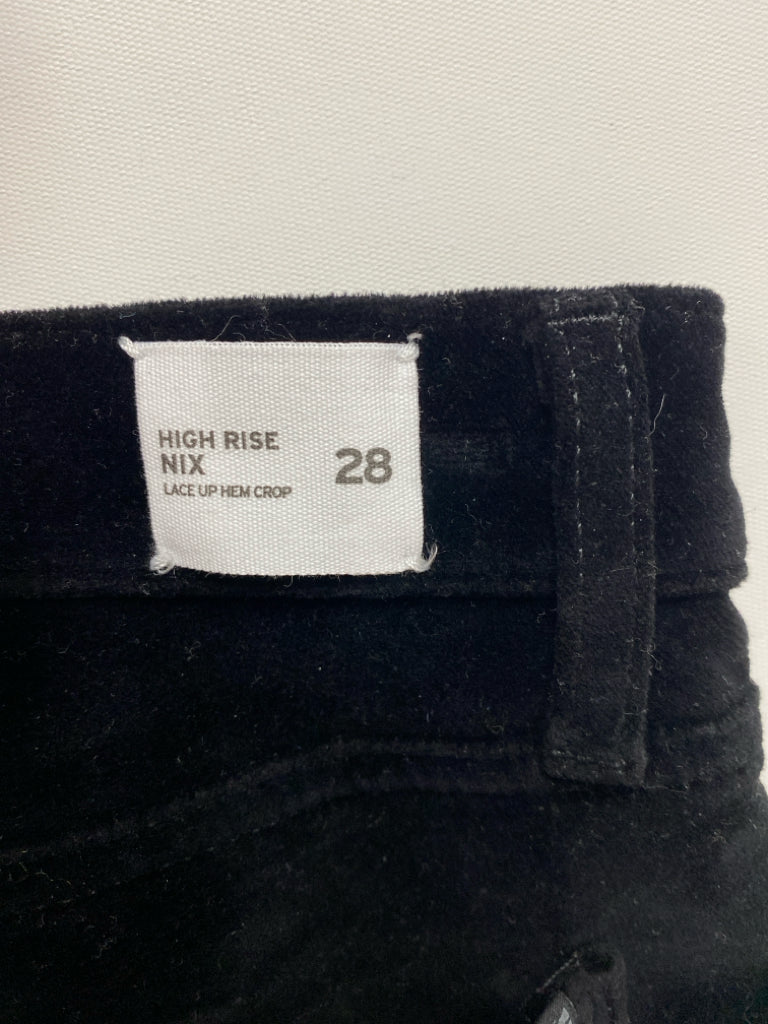 HIGH RISE
NIX
LACE UP HEM CROP
28